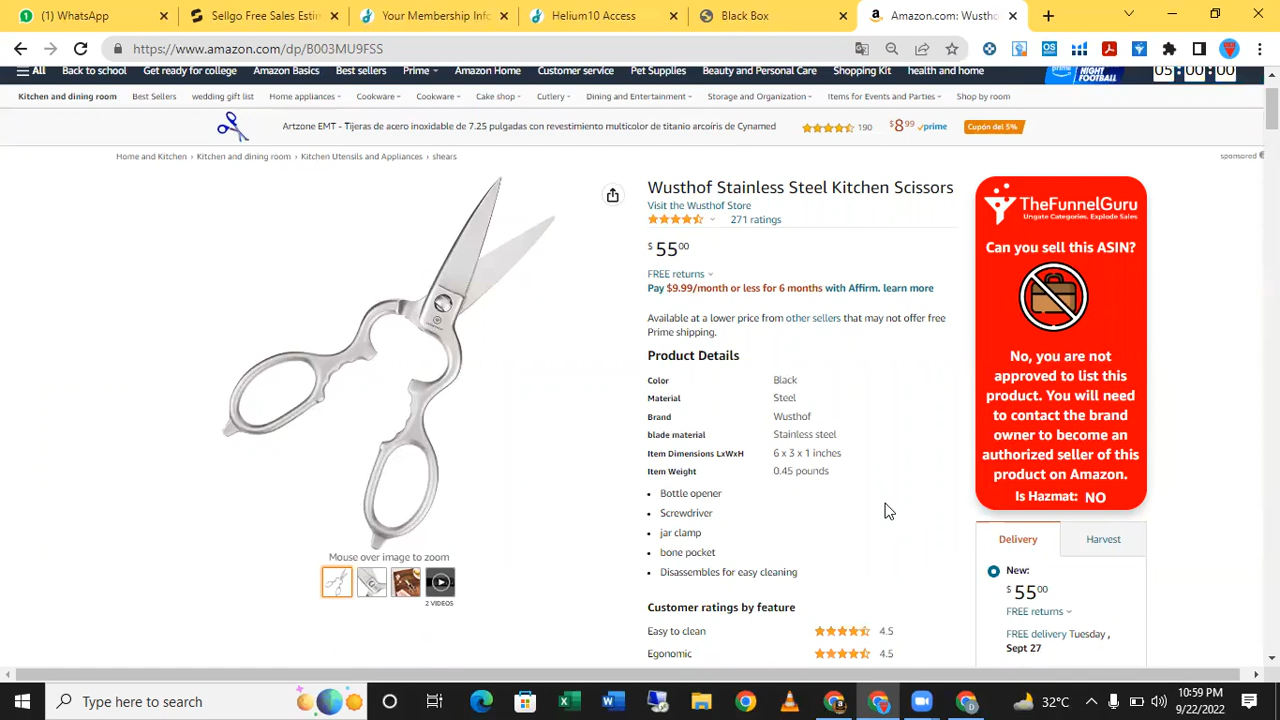 (1) WhatsApp
Sellgo Free Sales Estim
Your Membership Inf
Helium10 Access
Black Box
Amazon.com: Wustho
https://www.amazon.com/dp/B003MU9FSS
All
Back to school
Get ready for college
Amazon Basics
BestSellers
Prime
Amazon Home
Customer service
Pet Supplies
Beauty and Personal Care
Shopping Kit
health and home
prime
NIGHT FOOTBALL
05 : 00 : 00
Kitchen and dining room
Best Sellers
wedding gift list
Home appliances
Cookware
Cookware
Cake shop
Cutlery
Dining and Entertainment
Storage and Organization
Items for Events and Parties
Shop by room
Artzone EMT - Tijeras de acero inoxidable de 7.25 pulgadas con revestimiento multicolor de titanio arcoíris de Cynamed
190
$8⁹⁹
prime
Cupón del 5%
Home and Kitchen › Kitchen and dining room › Kitchen Utensils and Appliances › shears
sponsored
Wusthof Stainless Steel Kitchen Scissors
Visit the Wusthof Store
271 ratings
$55⁰⁰
FREE returns
Pay $9.99/month or less for 6 months with Affirm. learn more
Available at a lower price from other sellers that may not offer free
Prime shipping.
Product Details
Color Black
Material Steel
Brand Wusthof
blade material Stainless steel
Item Dimensions LxWxH 6 x 3 x 1 inches
Item Weight 0.45 pounds
• Bottle opener
• Screwdriver
• jar clamp
• bone pocket
• Disassembles for easy cleaning
Customer ratings by feature
Easy to clean 4.5
Egonomic 4.5
Mouse over image to zoom
2 VIDEOS
TheFunnelGuru
Ungate Categories. Explode Sales
Can you sell this ASIN?
No, you are not
approved to list this
product. You will need
to contact the brand
owner to become an
authorized seller of this
product on Amazon.
Is Hazmat: NO
Delivery
Harvest
New:
$55⁰⁰
FREE returns
FREE delivery Tuesday ,
Sept 27
Type here to search
32°C
10:59 PM
9/22/2022